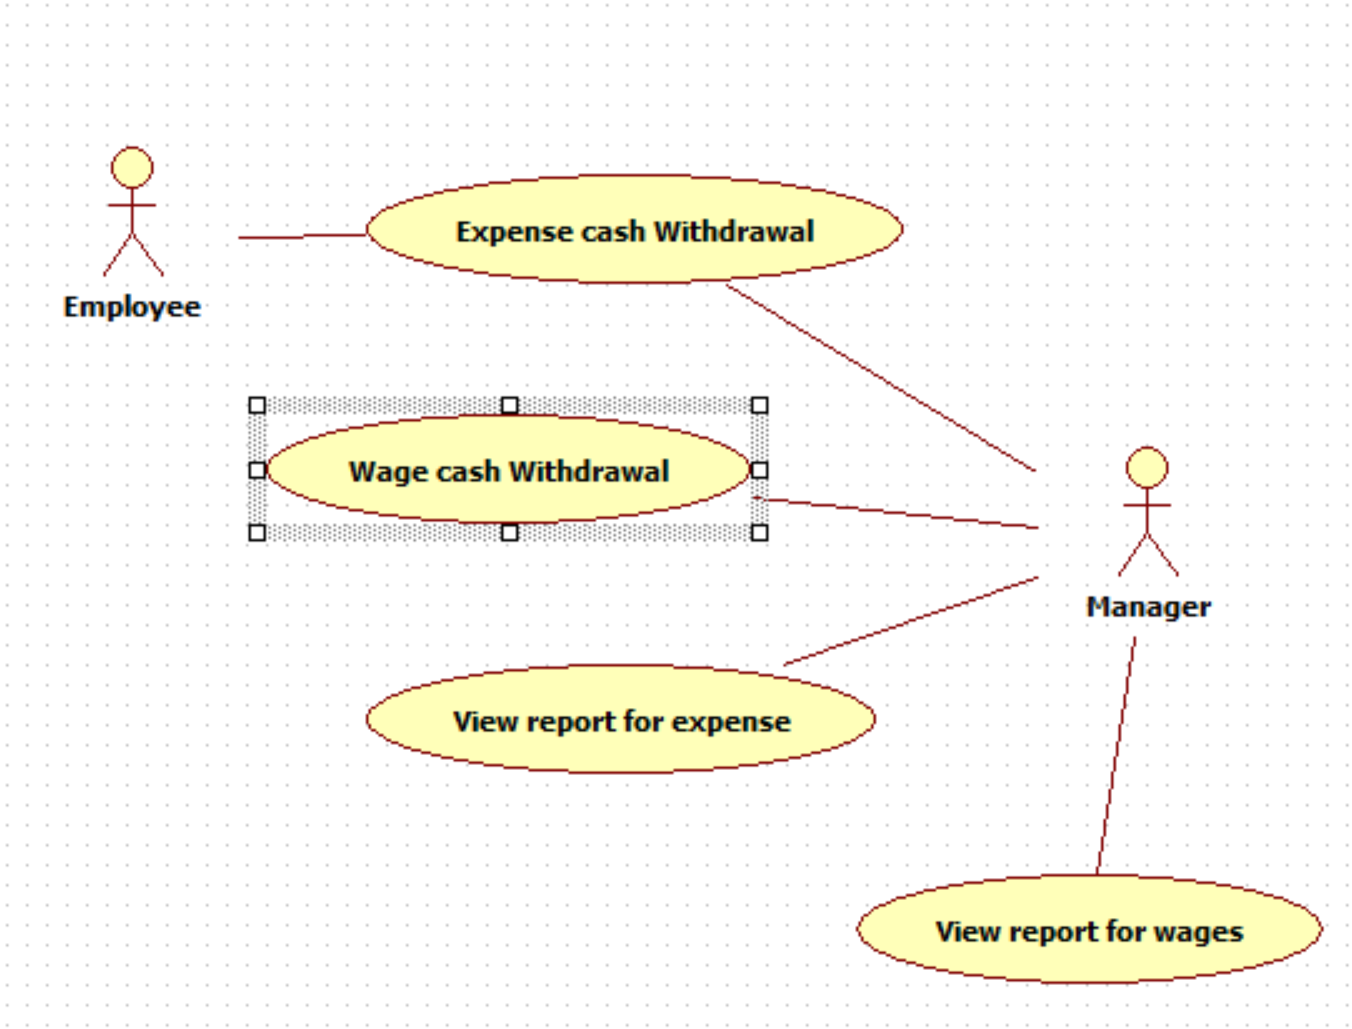 Expense cash Withdrawal
Employee
Wage cash Withdrawal
Manager
View report for expense
View report for wages